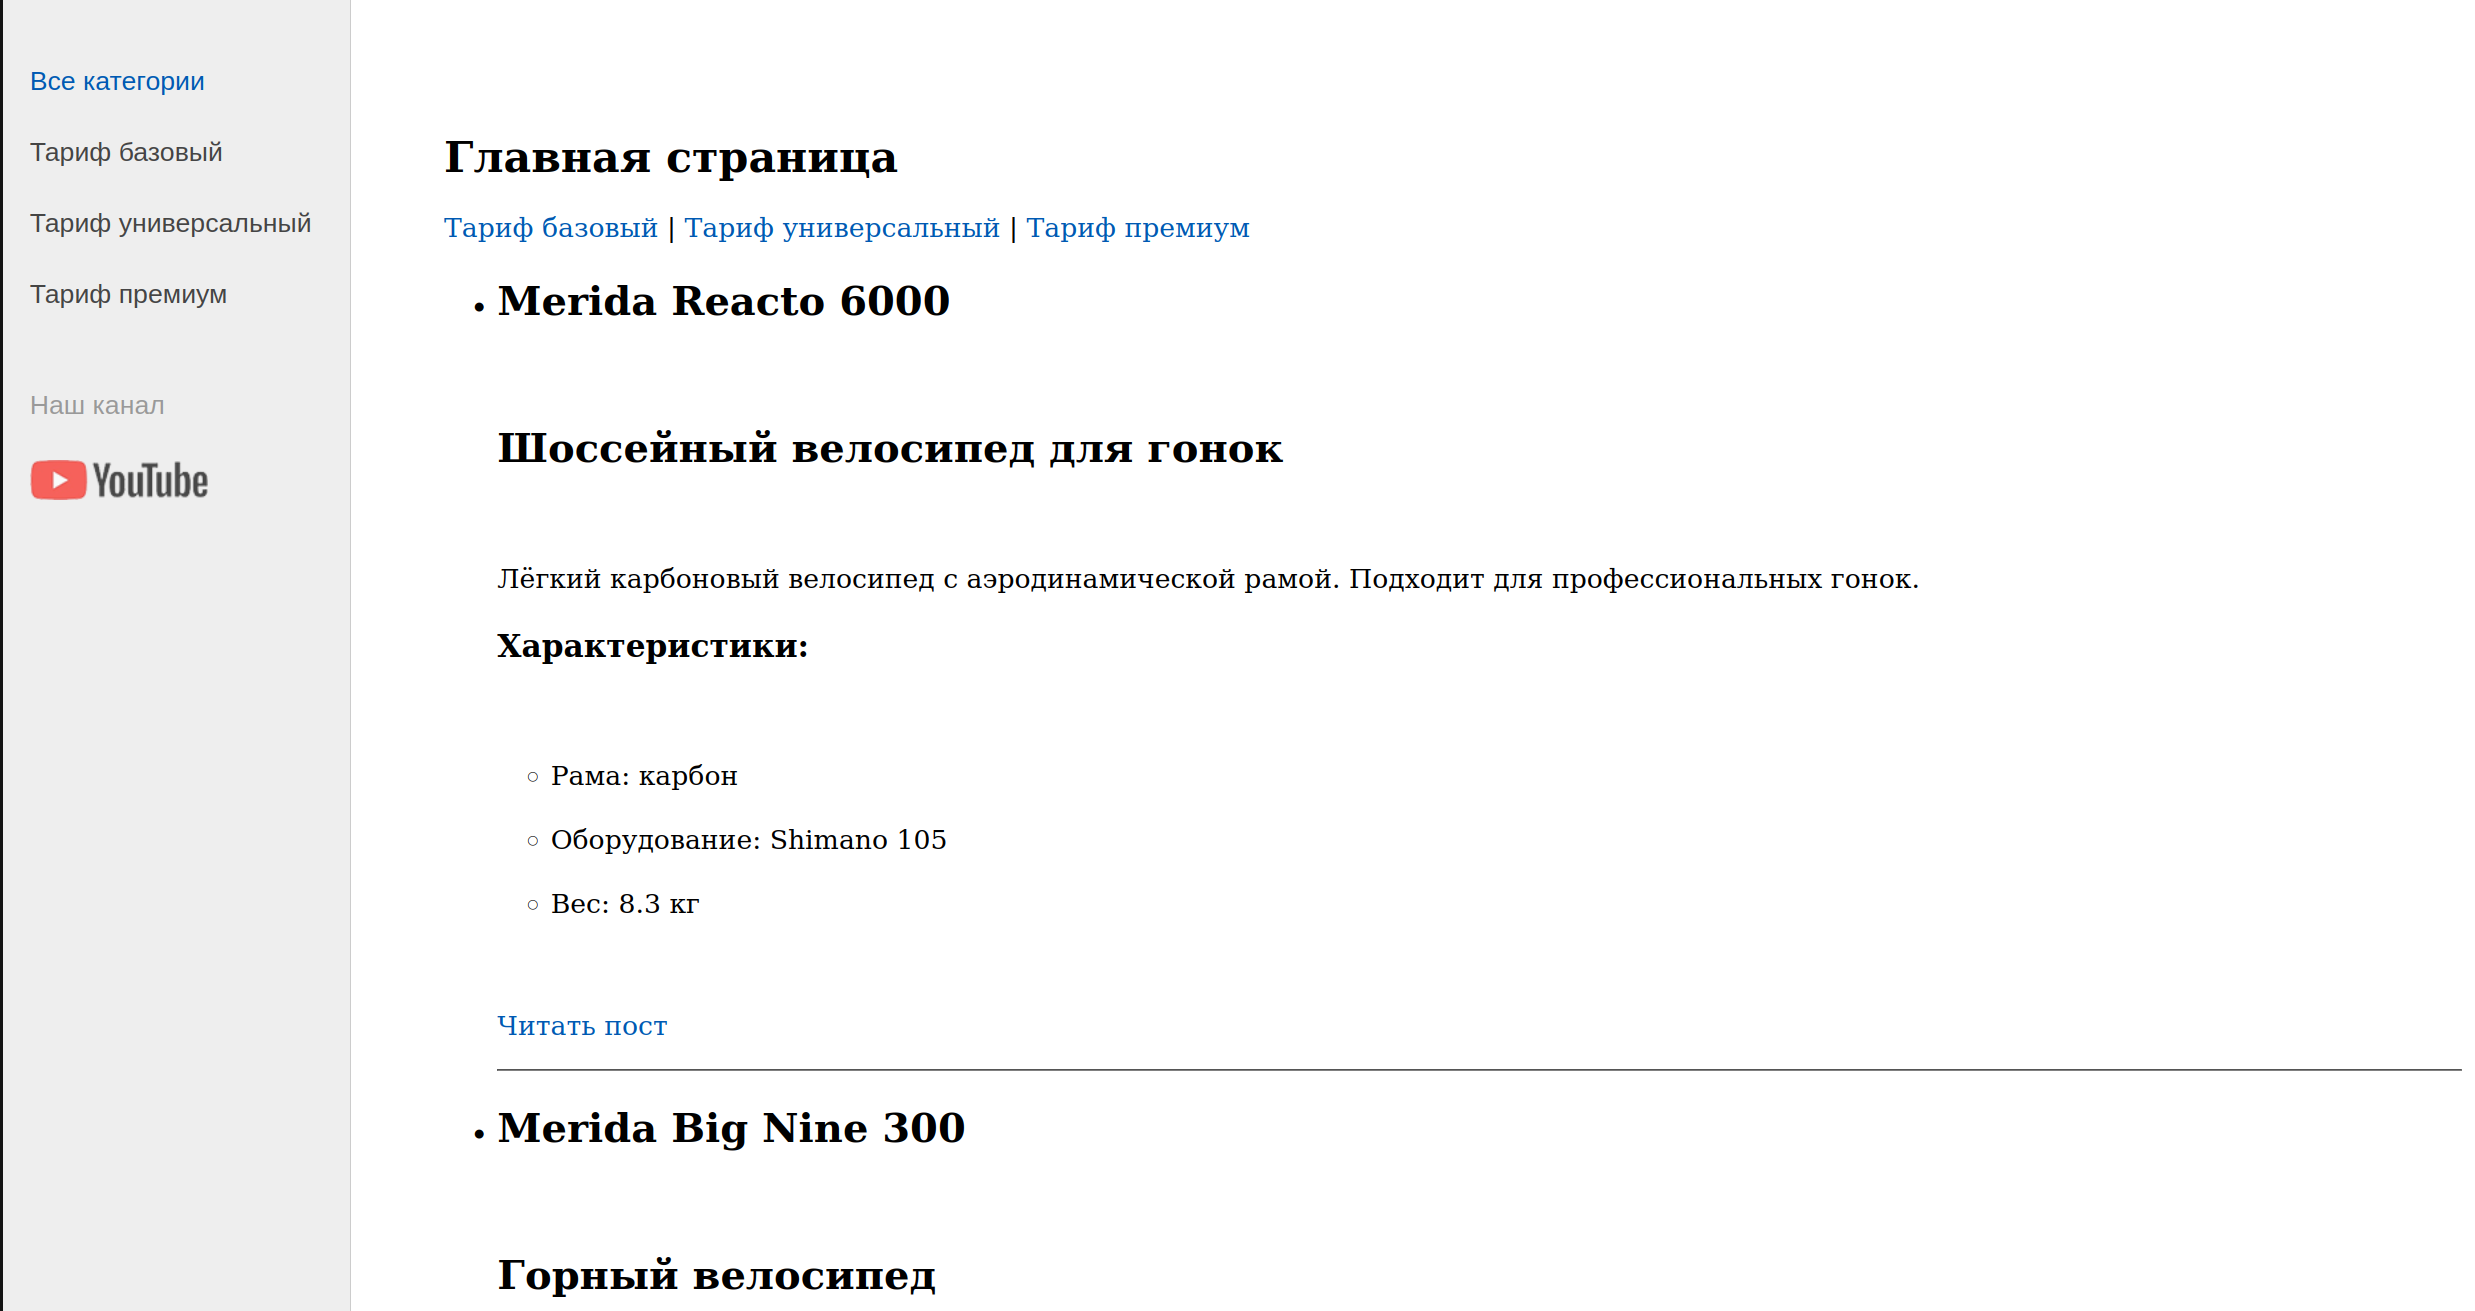 Все категории
Тариф базовый
Тариф универсальный
Тариф премиум
Наш канал
YouTube
Главная страница
Тариф базовый | Тариф универсальный | Тариф премиум
• Merida Reacto 6000
Шоссейный велосипед для гонок
Лёгкий карбоновый велосипед с аэродинамической рамой. Подходит для профессиональных гонок.
Характеристики:
◦ Рама: карбон
◦ Оборудование: Shimano 105
◦ Вес: 8.3 кг
Читать пост
• Merida Big Nine 300
Горный велосипед